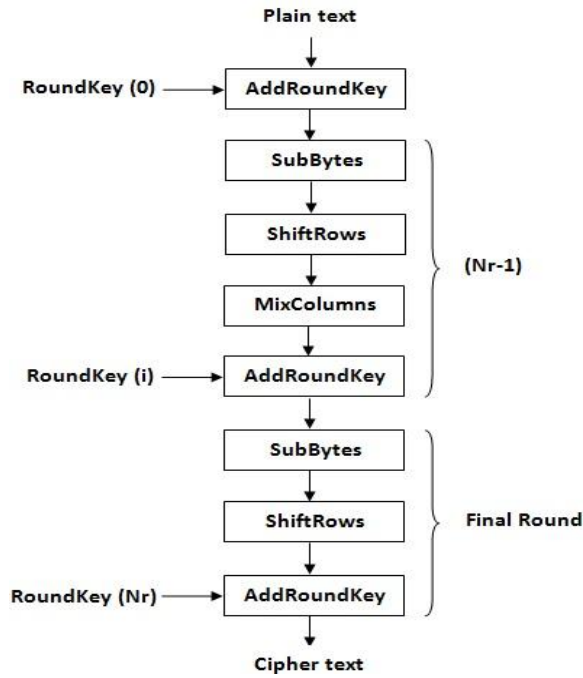 Plain text
RoundKey (0)
AddRoundKey
SubBytes
ShiftRows
(Nr-1)
MixColumns
RoundKey (i)
AddRoundKey
SubBytes
ShiftRows
Final Round
RoundKey (Nr)
AddRoundKey
Cipher text